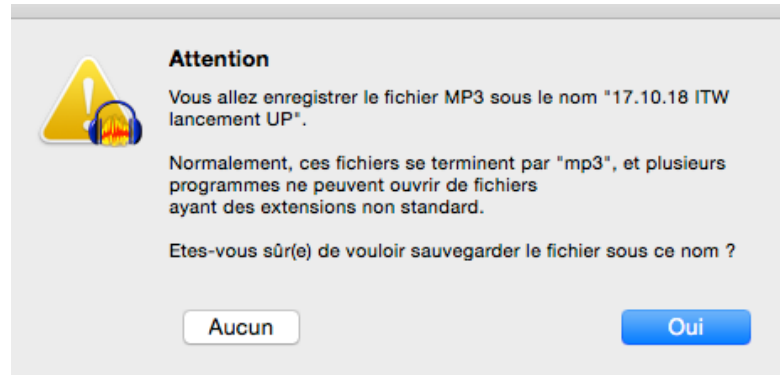 Attention
Vous allez enregistrer le fichier MP3 sous le nom "17.10.18 ITW
lancement UP".
Normalement, ces fichiers se terminent par "mp3", et plusieurs
programmes ne peuvent ouvrir de fichiers
ayant des extensions non standard.
Etes-vous sûr(e) de vouloir sauvegarder le fichier sous ce nom ?
Aucun
Oui